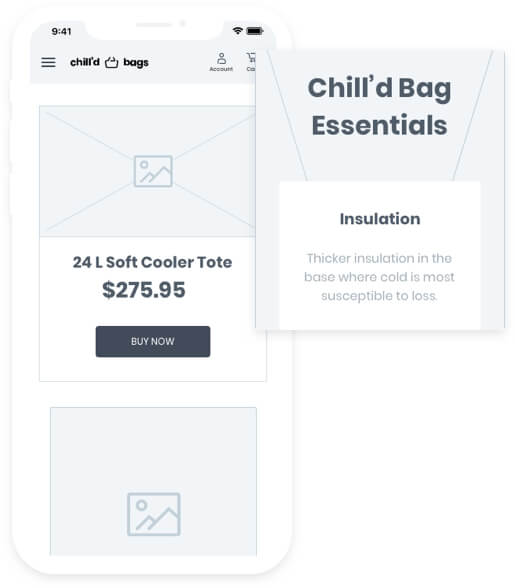 9:41
chill'd bags
Account
24 L Soft Cooler Tote
$275.95
BUY NOW
Chill'd Bag
Essentials
Insulation
Thicker insulation in the
base where cold is most
susceptible to loss.